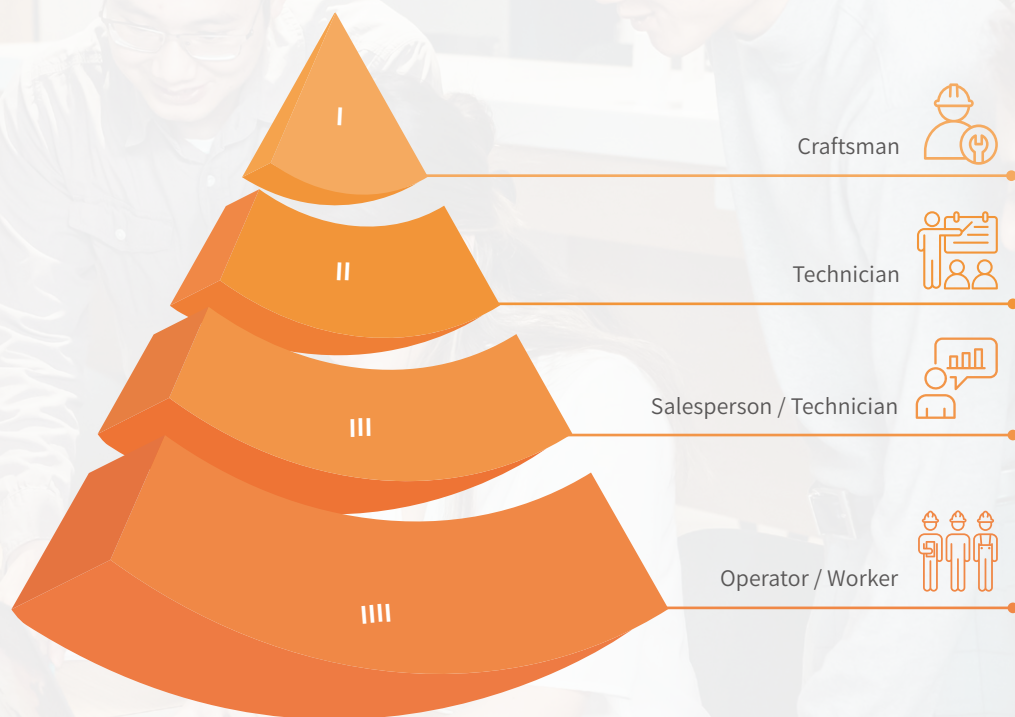 I
Craftsman
II
Technician
III
Salesperson / Technician
IIII
Operator / Worker